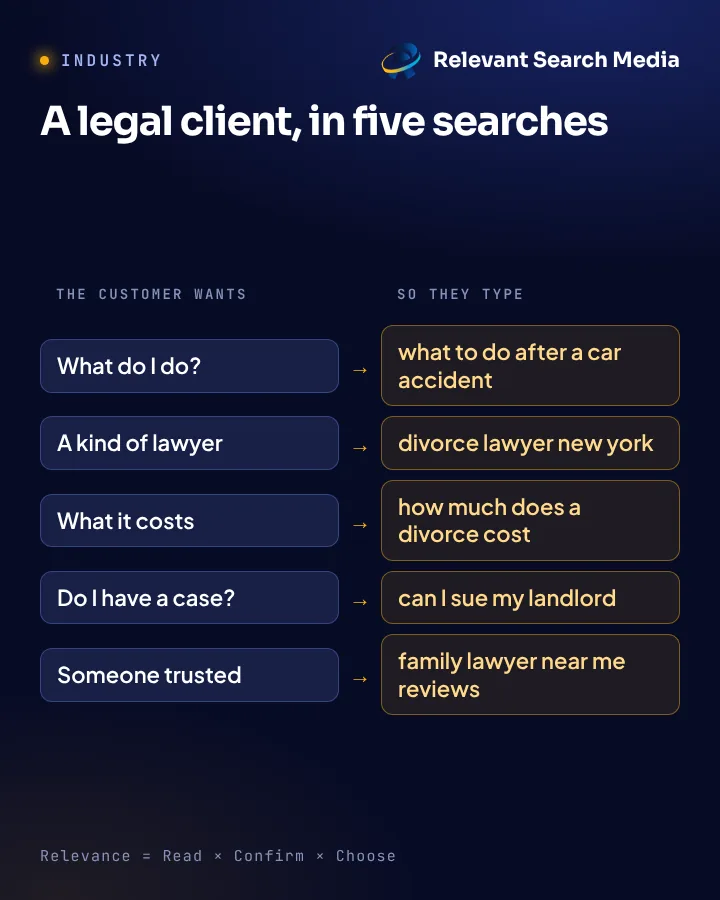 INDUSTRY
Relevant Search Media
A legal client, in five searches
THE CUSTOMER WANTS
SO THEY TYPE
What do I do?
→
what to do after a car
accident
A kind of lawyer
→
divorce lawyer new york
What it costs
→
how much does a
divorce cost
Do I have a case?
→
can I sue my landlord
Someone trusted
→
family lawyer near me
reviews
Relevance = Read × Confirm × Choose